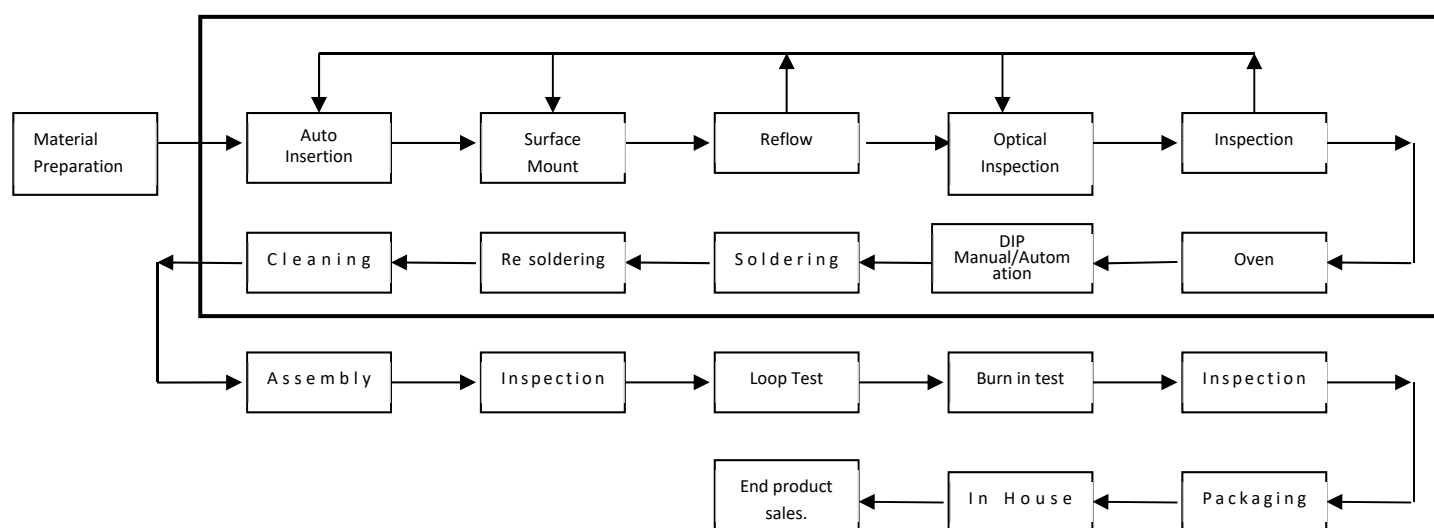 Material
Preparation
Auto
Insertion
Surface
Mount
Reflow
Optical
Inspection
Inspection
Cleaning
Re soldering
Soldering
DIP
Manual/Autom
ation
Oven
Assembly
Inspection
Loop Test
Burn in test
Inspection
End product
sales.
In House
Packaging